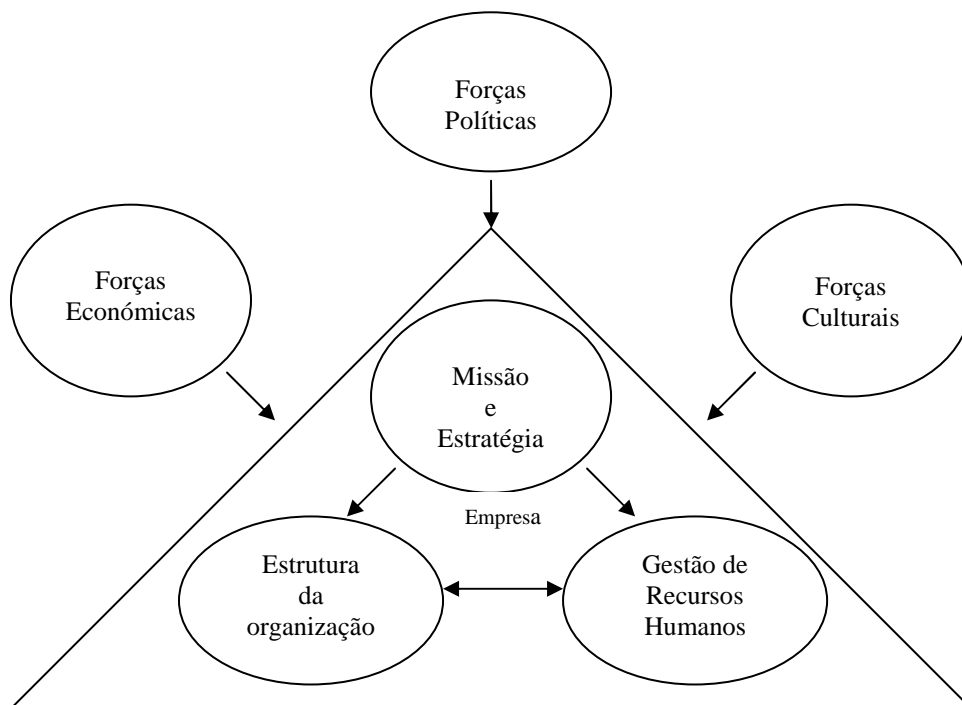 Forças
Políticas
Forças
Económicas
Forças
Culturais
Missão
e
Estratégia
Empresa
Estrutura
da
organização
Gestão de
Recursos
Humanos